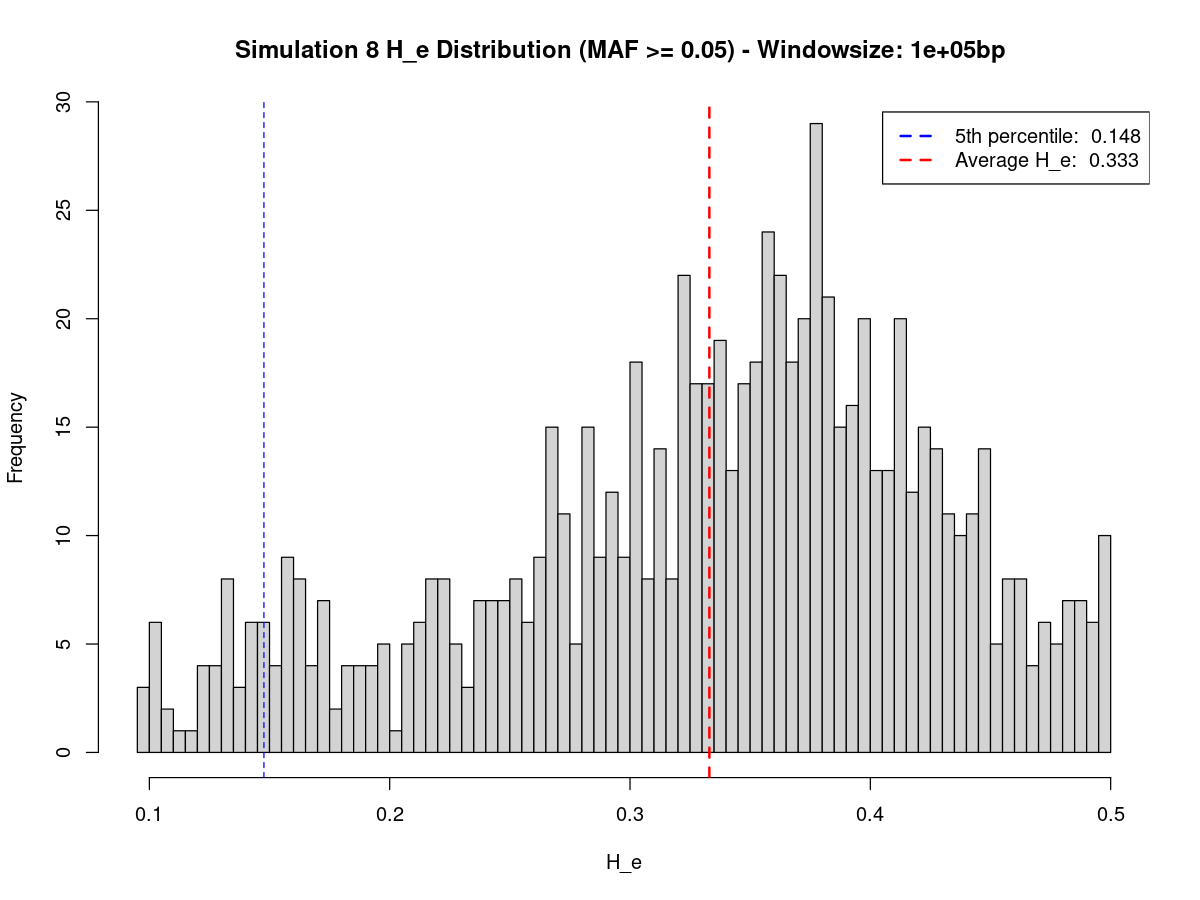 Simulation 8 H_e Distribution (MAF >= 0.05) - Windowsize: 1e+05bp
5th percentile:  0.148
Average H_e:  0.333
Frequency
30
25
20
15
10
5
0
0.1 0.2 0.3 0.4 0.5
H_e